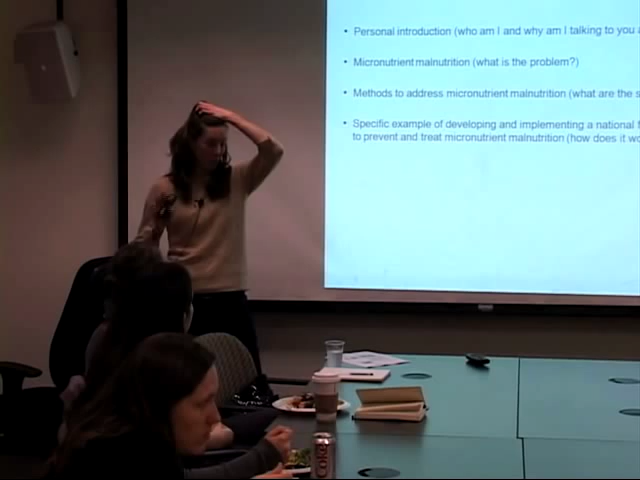 • Personal introduction (who am I and why am I talking to you
• Micronutrient malnutrition (what is the problem?)
• Methods to address micronutrient malnutrition (what are the s
• Specific example of developing and implementing a national f
to prevent and treat micronutrient malnutrition (how does it wo
Coke